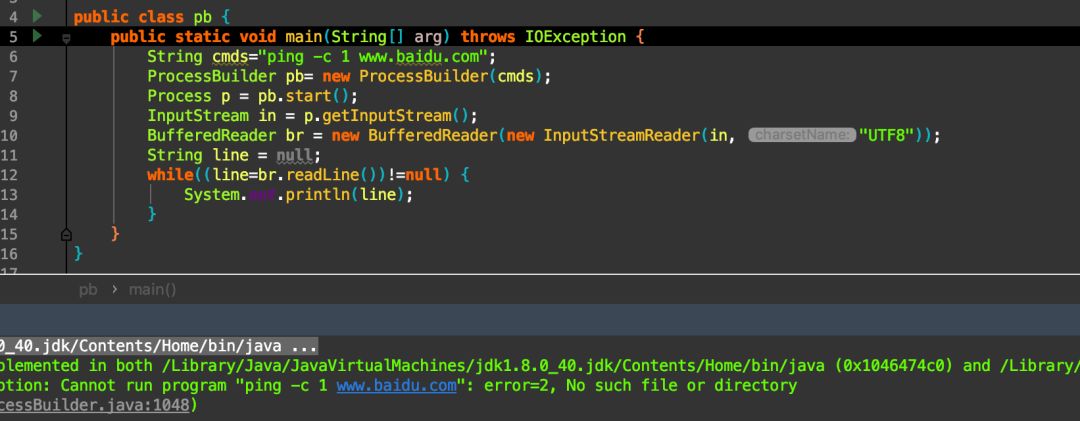 4 public class pb {
5 public static void main(String[] arg) throws IOException {
6 String cmds="ping -c 1 www.baidu.com";
7 ProcessBuilder pb= new ProcessBuilder(cmds);
8 Process p = pb.start();
9 InputStream in = p.getInputStream();
10 BufferedReader br = new BufferedReader(new InputStreamReader(in, charsetName: "UTF8"));
11 String line = null;
12 while((line=br.readLine())!=null) {
13 System.out.println(line);
14 }
15 }
16 }
17
pb > main()
0_40.jdk/Contents/Home/bin/java ...
plemented in both /Library/Java/JavaVirtualMachines/jdk1.8.0_40.jdk/Contents/Home/bin/java (0x1046474c0) and /Library/
ption: Cannot run program "ping -c 1 www.baidu.com": error=2, No such file or directory
cessBuilder.java:1048)